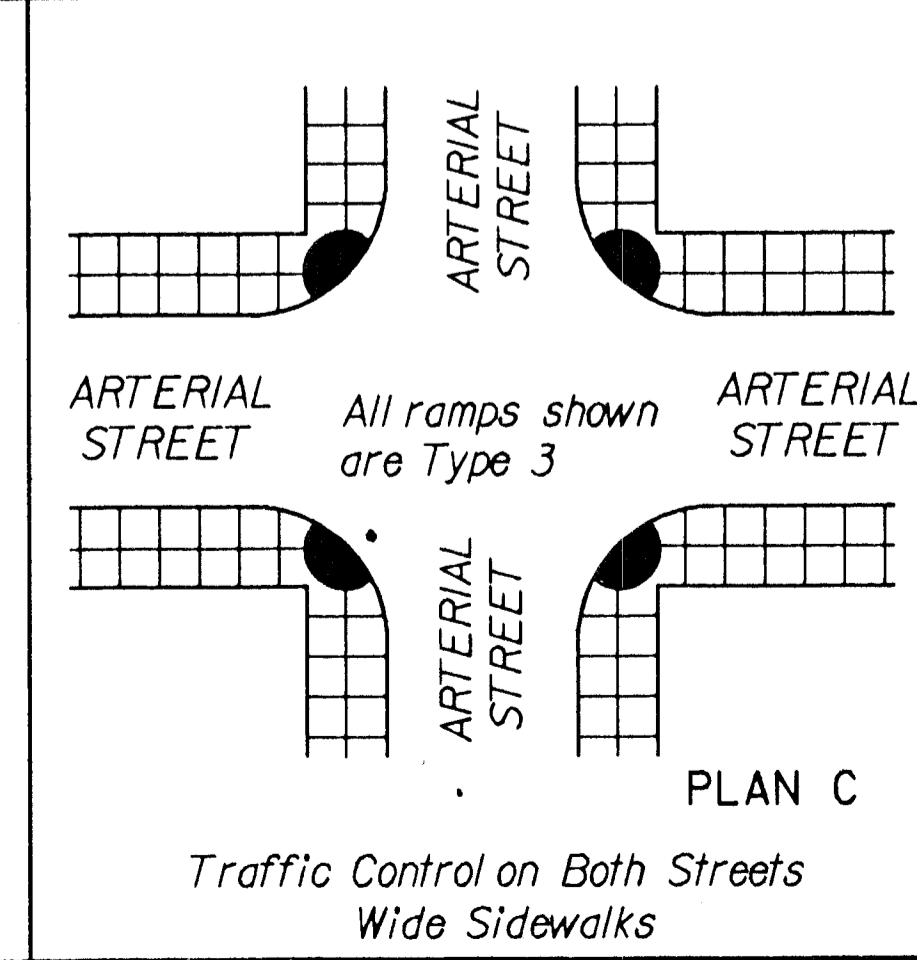 ARTERIAL
STREET
ARTERIAL
STREET
All ramps shown
are Type 3
ARTERIAL
STREET
ARTERIAL
STREET
PLAN C
Traffic Control on Both Streets
Wide Sidewalks